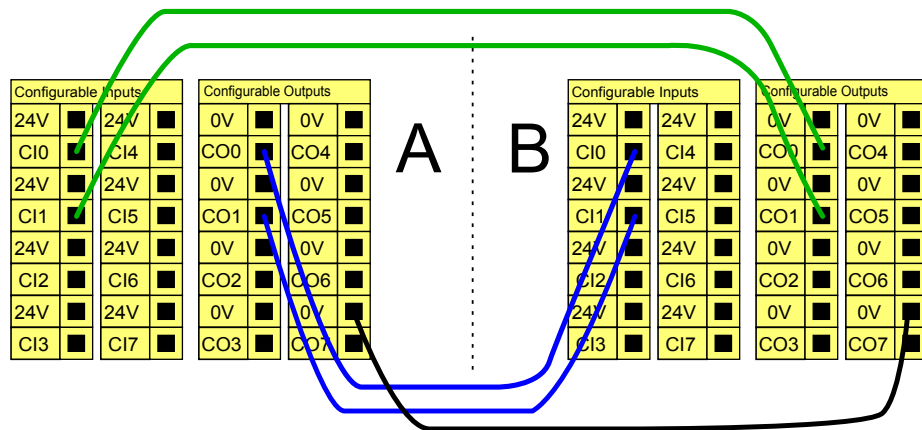 Configurable Inputs
24V 24V
CI0 CI4
24V 24V
CI1 CI5
24V 24V
CI2 CI6
24V 24V
CI3 CI7
Configurable Outputs
0V 0V
CO0 CO4
0V 0V
CO1 CO5
0V 0V
CO2 CO6
0V 0V
CO3 CO7
A
B
Configurable Inputs
24V 24V
CI0 CI4
24V 24V
CI1 CI5
24V 24V
CI2 CI6
24V 24V
CI3 CI7
Configurable Outputs
0V 0V
CO0 CO4
0V 0V
CO1 CO5
0V 0V
CO2 CO6
0V 0V
CO3 CO7